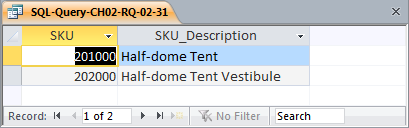 SQL-Query-CH02-RQ-02-31
SKU SKU_Description
201000 Half-dome Tent
202000 Half-dome Tent Vestibule
Record: 1 of 2 No Filter Search